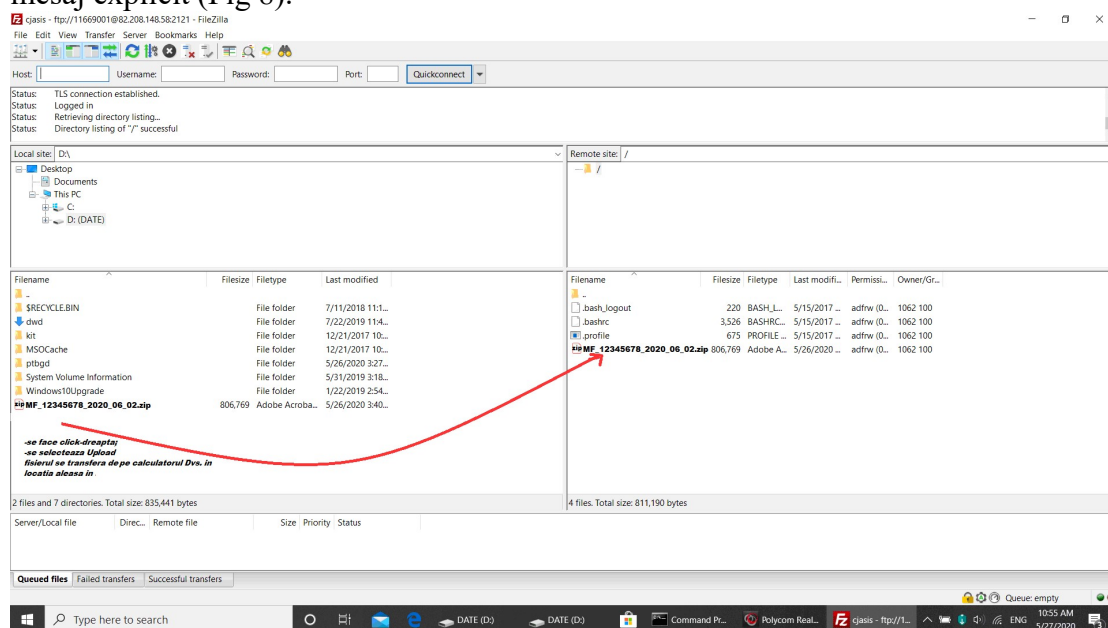 mesaj explicit (Fig 8).
cjasis - ftp://11669001@82.208.148.58:2121 - FileZilla
File Edit View Transfer Server Bookmarks Help
Host: Username: Password: Port: Quickconnect
Status: TLS connection established.
Status: Logged in
Status: Retrieving directory listing...
Status: Directory listing of "/" successful
Local site: D:\
Remote site: /
Desktop
Documents
This PC
C:
D: (DATE)
/
Filename Filesize Filetype Last modified
..
$RECYCLE.BIN File folder 7/11/2018 11:1...
dwd File folder 7/22/2019 11:4...
kit File folder 12/21/2017 10:...
MSOCache File folder 12/21/2017 10:...
ptbgd File folder 5/26/2020 3:27...
System Volume Information File folder 5/31/2019 3:18...
Windows10Upgrade File folder 1/22/2019 2:54...
zip MF_12345678_2020_06_02.zip 806,769 Adobe Acroba... 5/26/2020 3:40...
-se face click-dreapta;
-se selecteaza Upload
fisierul se transfera de pe calculatorul Dvs. in
locatia aleasa in
2 files and 7 directories. Total size: 835,441 bytes
Filename Filesize Filetype Last modifi... Permissi... Owner/Gr...
..
.bash_logout 220 BASH_L... 5/15/2017 ... adfrw (0... 1062 100
.bashrc 3,526 BASHRC... 5/15/2017 ... adfrw (0... 1062 100
.profile 675 PROFILE ... 5/15/2017 ... adfrw (0... 1062 100
zip MF_12345678_2020_06_02.zip 806,769 Adobe A... 5/26/2020 ... adfrw (0... 1062 100
4 files. Total size: 811,190 bytes
Server/Local file Direc... Remote file Size Priority Status
Queued files Failed transfers Successful transfers
Queue: empty
Type here to search
DATE (D:)
DATE (D:)
Command Pr...
Polycom Real...
cjasis - ftp://1...
ENG
10:55 AM
5/27/2020